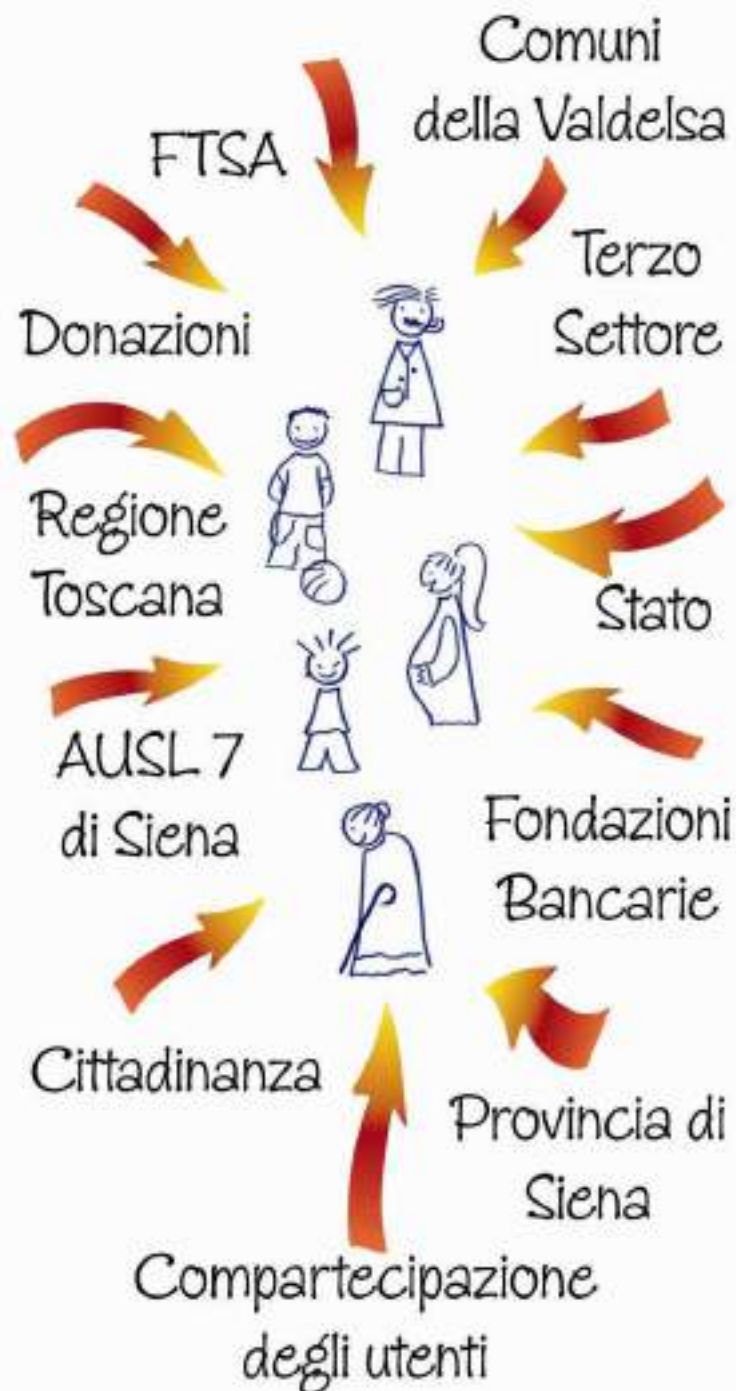 Comuni
della Valdelsa
FTSA
Terzo
Settore
Donazioni
Regione
Toscana
Stato
AUSL 7
di Siena
Fondazioni
Bancarie
Cittadinanza
Provincia di
Siena
Compartecipazione
degli utenti